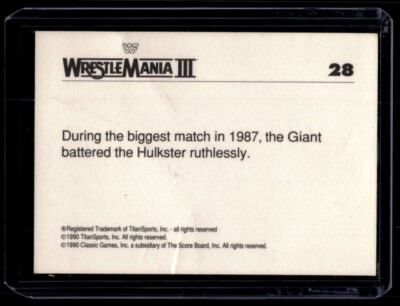 WF
WRESTLEMANIA III
28
During the biggest match in 1987, the Giant
battered the Hulkster ruthlessly.
®Registered Trademark of TitanSports, Inc. - all rights reserved
©1990 TitanSports, Inc. All rights reserved.
©1990 Classic Games, Inc. a subsidiary of The Score Board, Inc. All rights reserved.